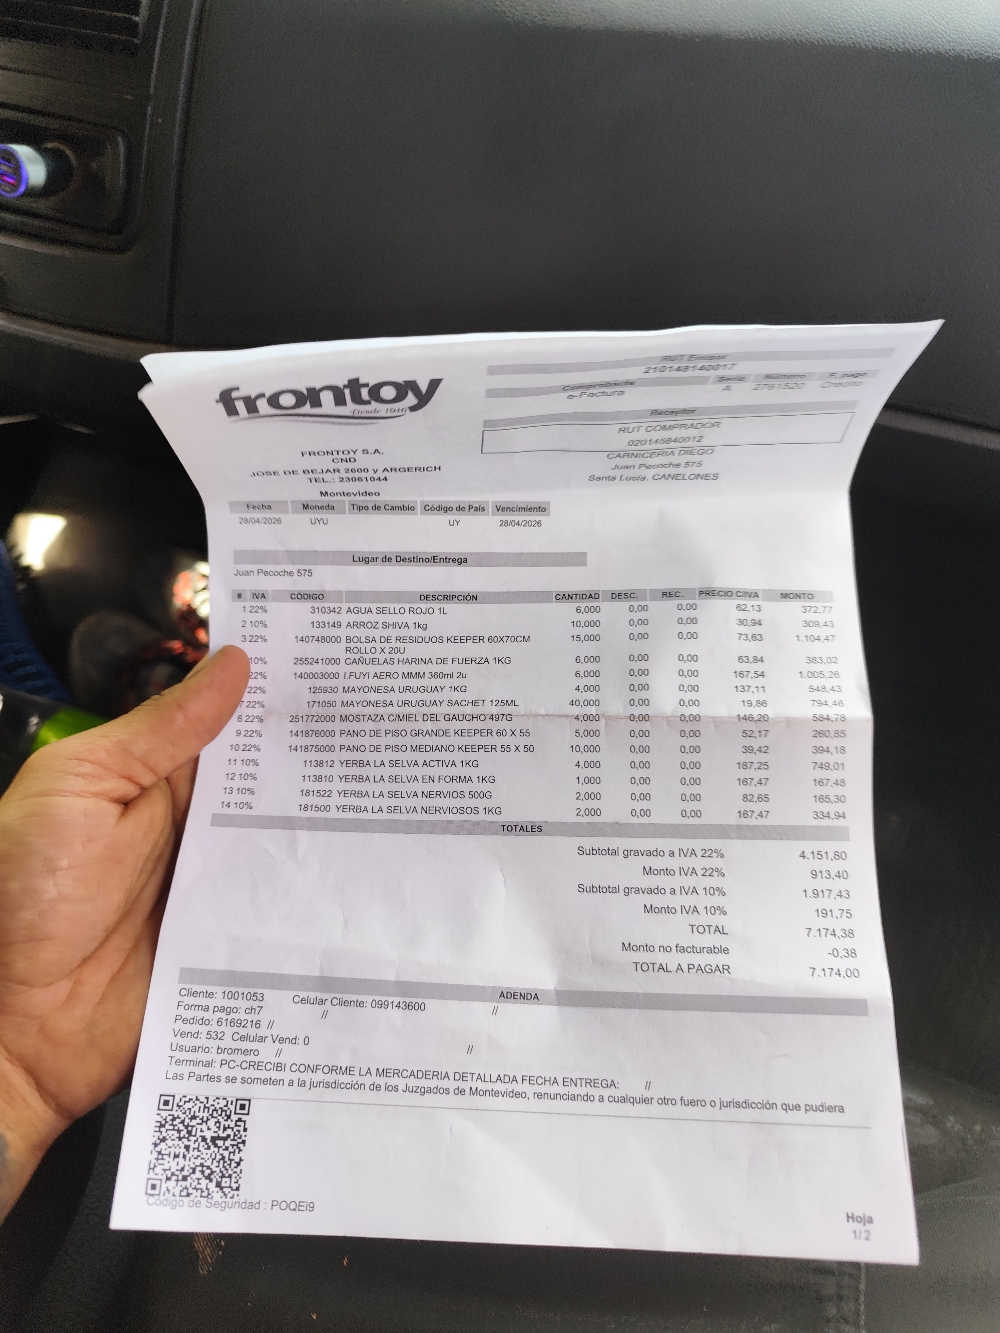 frontoy
Desde 1946
RUT Emisor
210148140017
Comprobante Serie Número F. pago
e-Factura A 2761520 Credito
Receptor
RUT COMPRADOR
020145840012
CARNICERIA DIEGO
Juan Pecoche 575
Santa Lucía, CANELONES
FRONTOY S.A.
CND
JOSE DE BEJAR 2600 y ARGERICH
TEL.: 23061044
Montevideo
Fecha Moneda Tipo de Cambio Código de País Vencimiento
28/04/2026 UYU UY 28/04/2026
Lugar de Destino/Entrega
Juan Pecoche 575
# IVA CÓDIGO DESCRIPCIÓN CANTIDAD DESC. REC. PRECIO C/IVA MONTO
1 22% 310342 AGUA SELLO ROJO 1L 6,000 0,00 0,00 62,13 372,77
2 10% 133149 ARROZ SHIVA 1kg 10,000 0,00 0,00 30,94 309,43
3 22% 140748000 BOLSA DE RESIDUOS KEEPER 60X70CM 15,000 0,00 0,00 73,63 1.104,47
ROLLO X 20U
10% 255241000 CAÑUELAS HARINA DE FUERZA 1KG 6,000 0,00 0,00 63,84 383,02
22% 140003000 I.FUYI AERO MMM 360ml 2u 6,000 0,00 0,00 167,54 1.005,26
22% 125930 MAYONESA URUGUAY 1KG 4,000 0,00 0,00 137,11 548,43
7 22% 171050 MAYONESA URUGUAY SACHET 125ML 40,000 0,00 0,00 19,86 794,46
8 22% 251772000 MOSTAZA C/MIEL DEL GAUCHO 497G 4,000 0,00 0,00 146,20 584,78
9 22% 141876000 PANO DE PISO GRANDE KEEPER 60 X 55 5,000 0,00 0,00 52,17 260,85
10 22% 141875000 PANO DE PISO MEDIANO KEEPER 55 X 50 10,000 0,00 0,00 39,42 394,18
11 10% 113812 YERBA LA SELVA ACTIVA 1KG 4,000 0,00 0,00 187,25 749,01
12 10% 113810 YERBA LA SELVA EN FORMA 1KG 1,000 0,00 0,00 167,47 167,48
13 10% 181522 YERBA LA SELVA NERVIOS 500G 2,000 0,00 0,00 82,65 165,30
14 10% 181500 YERBA LA SELVA NERVIOSOS 1KG 2,000 0,00 0,00 167,47 334,94
TOTALES
Subtotal gravado a IVA 22% 4.151,80
Monto IVA 22% 913,40
Subtotal gravado a IVA 10% 1.917,43
Monto IVA 10% 191,75
TOTAL 7.174,38
Monto no facturable -0,38
TOTAL A PAGAR 7.174,00
ADENDA
Cliente: 1001053 Celular Cliente: 099143600 //
Forma pago: ch7 //
Pedido: 6169216 //
Vend: 532 Celular Vend: 0 //
Usuario: bromero //
Terminal: PC-CRECIBI CONFORME LA MERCADERIA DETALLADA FECHA ENTREGA: //
Las Partes se someten a la jurisdicción de los Juzgados de Montevideo, renunciando a cualquier otro fuero o jurisdicción que pudiera
Código de Seguridad : POQEi9
Hoja
1/2